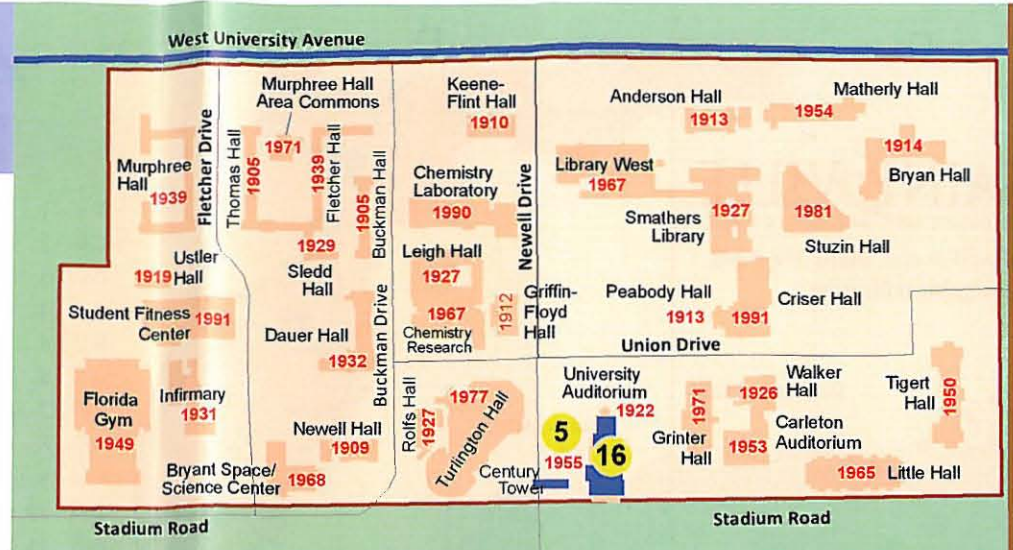 West University Avenue
Murphree Hall
Area Commons
1971
Keene-
Flint Hall
1910
Anderson Hall
1913
Matherly Hall
1954
Murphree
Hall
1939
Fletcher Drive
Thomas Hall
1905
1939
Fletcher Hall
1905
Buckman Hall
Chemistry
Laboratory
1990
Newell Drive
Library West
1967
Smathers
Library
1927
1981
Stuzin Hall
1914
Bryan Hall
1929
Sledd
Hall
Leigh Hall
1927
1967
Chemistry
Research
1912
Griffin-
Floyd
Hall
Peabody Hall
1913
1991
Criser Hall
Ustler
Hall
1919
Student Fitness
Center
1991
Dauer Hall
1932
Buckman Drive
Union Drive
Florida
Gym
1949
Infirmary
1931
Newell Hall
1909
Bryant Space/
Science Center
1968
Rolfs Hall
1927
1977
Turlington Hall
University
Auditorium
1922
5
1955
16
Century
Tower
1971
Grinter
Hall
1926
Walker
Hall
1953
Carleton
Auditorium
Tigert
Hall
1950
1965
Little Hall
Stadium Road
Stadium Road